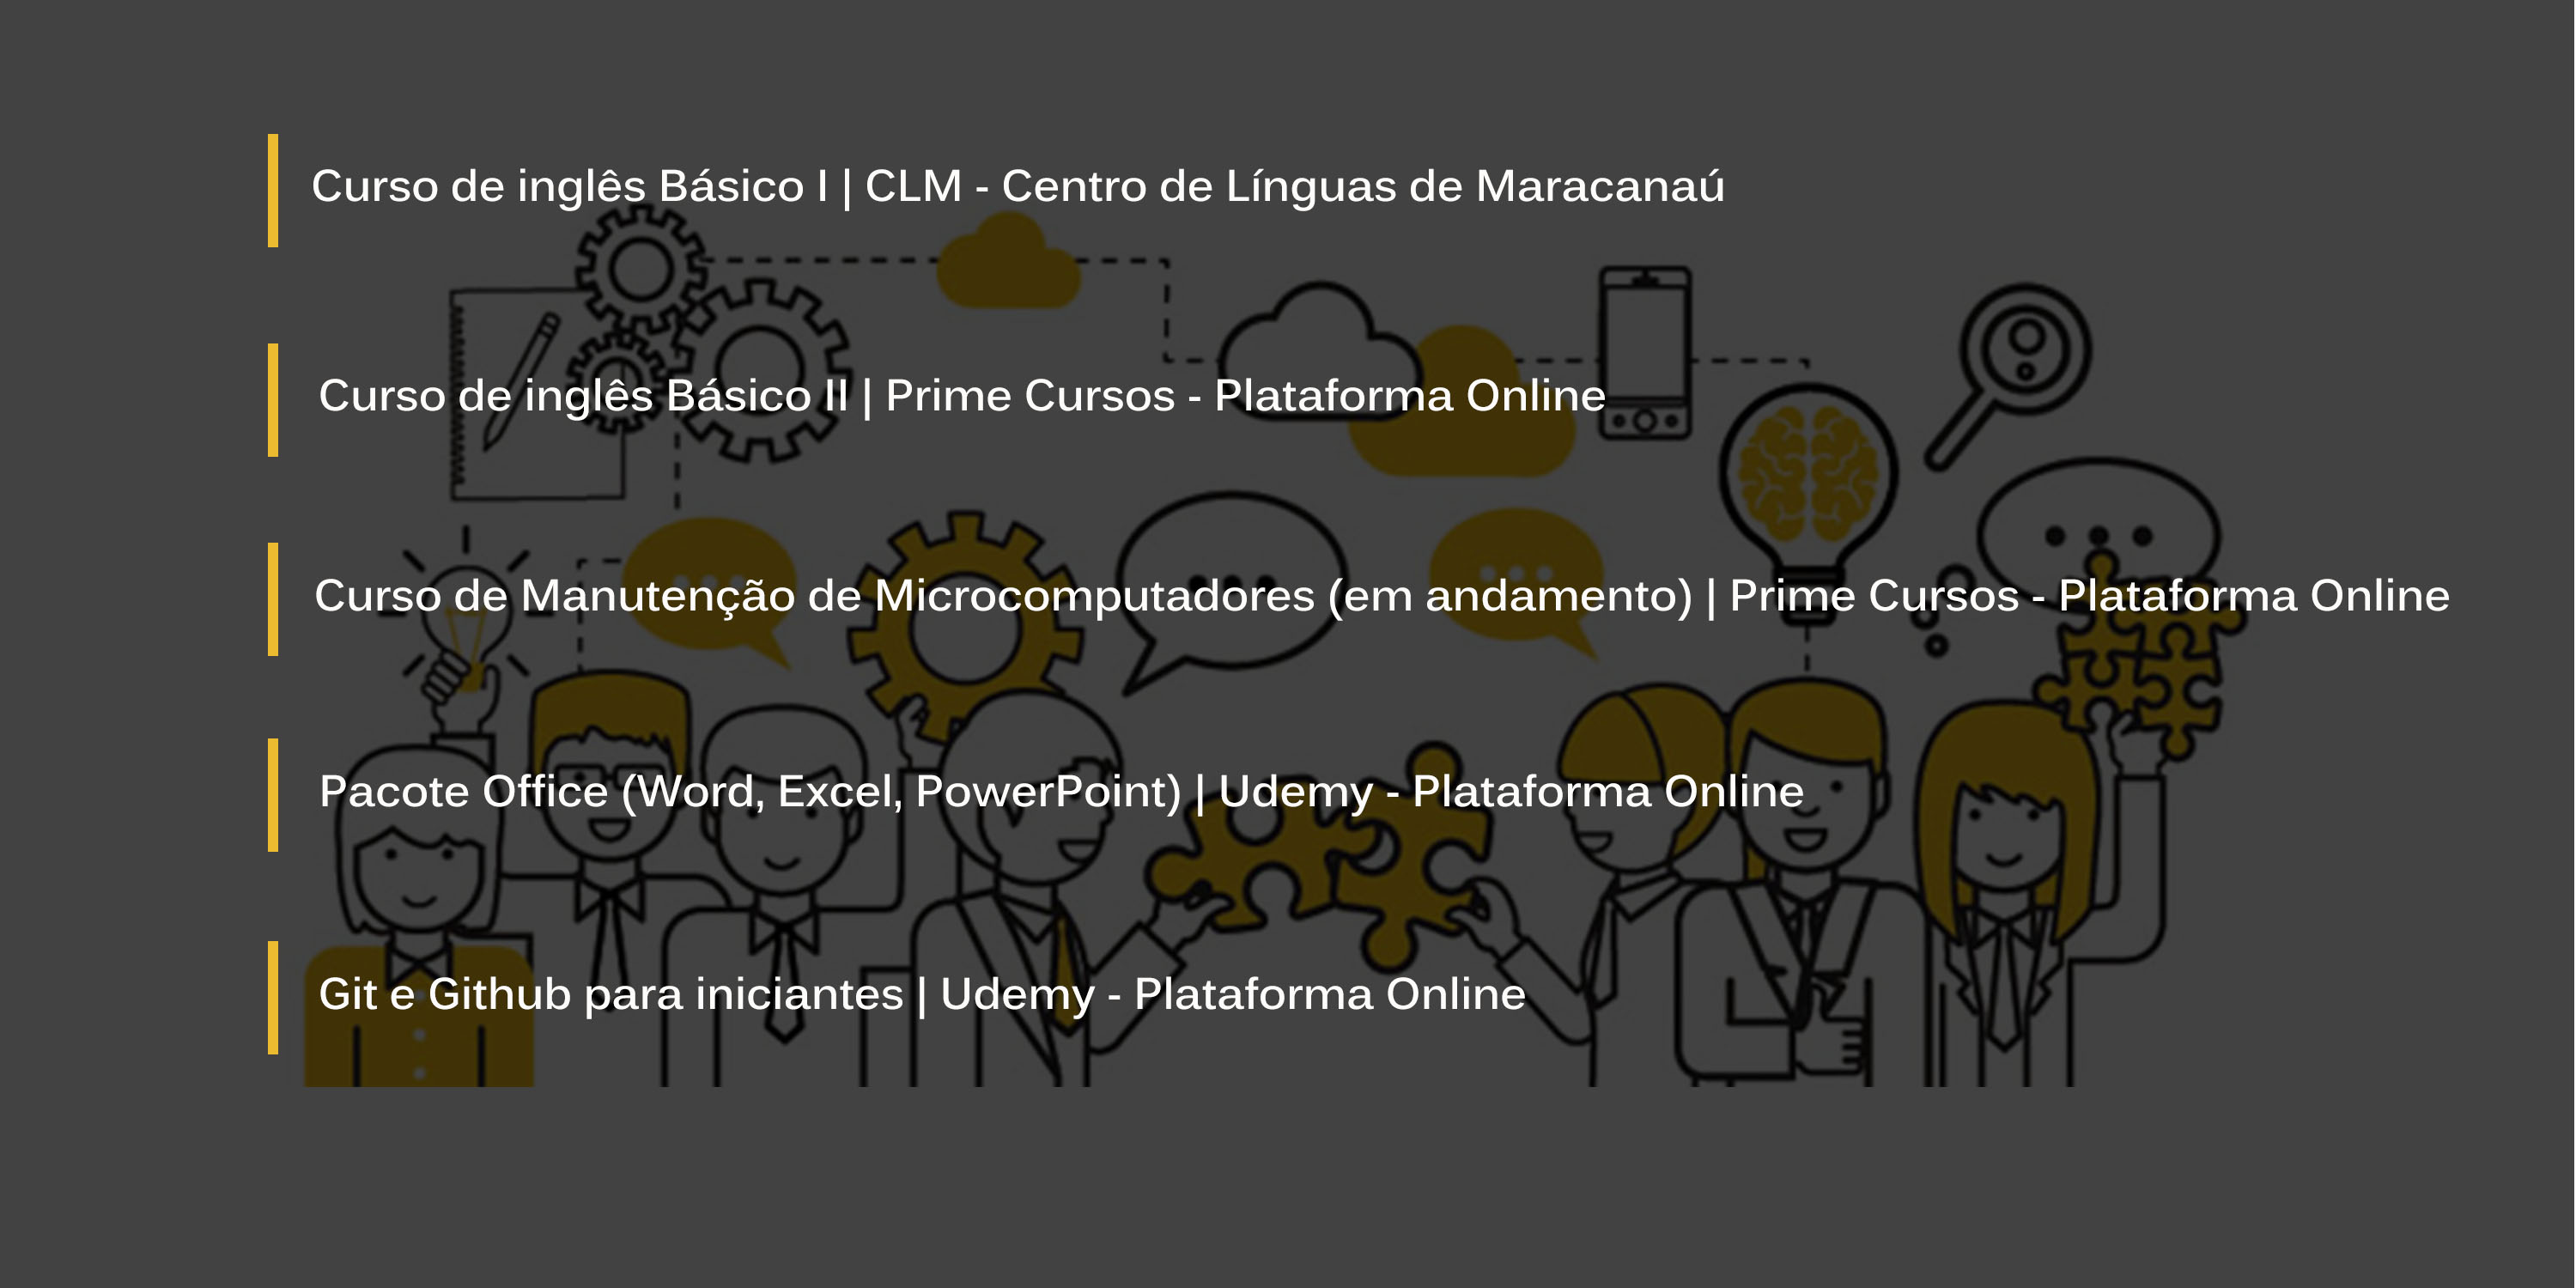 Curso de inglês Básico I | CLM - Centro de Línguas de Maracanaú
Curso de inglês Básico II | Prime Cursos - Plataforma Online
Curso de Manutenção de Microcomputadores (em andamento) | Prime Cursos - Plataforma Online
Pacote Office (Word, Excel, PowerPoint) | Udemy - Plataforma Online
Git e Github para iniciantes | Udemy - Plataforma Online